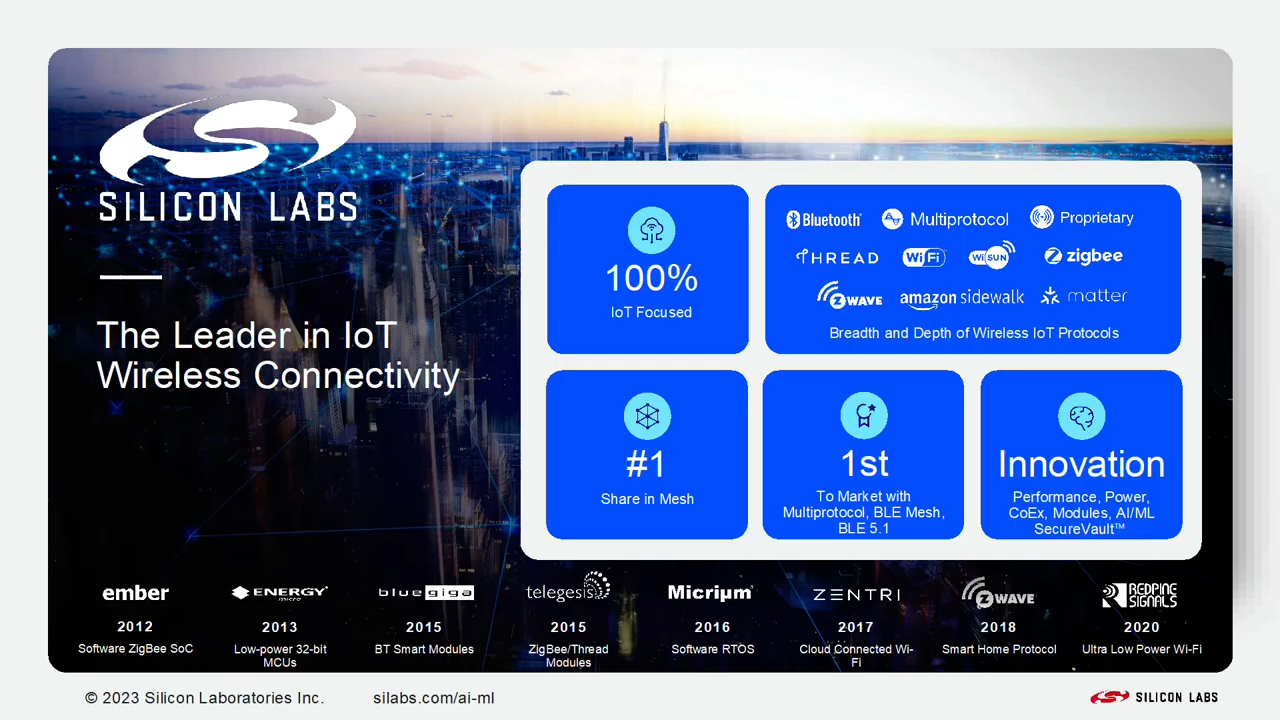 SILICON LABS
The Leader in IoT
Wireless Connectivity
100%
IoT Focused
Bluetooth® Multiprotocol Proprietary
THREAD Wi Fi Wi SUN zigbee
Z WAVE amazon sidewalk matter
Breadth and Depth of Wireless IoT Protocols
#1
Share in Mesh
1st
To Market with
Multiprotocol, BLE Mesh,
BLE 5.1
Innovation
Performance, Power,
CoEx, Modules, AI/ML
SecureVault™
ember
2012
Software ZigBee SoC
ENERGY®
micro
2013
Low-power 32-bit
MCUs
bluegiga
2015
BT Smart Modules
telegesis
2015
ZigBee/Thread
Modules
Micriµm®
2016
Software RTOS
ZENTRI
2017
Cloud Connected Wi-
Fi
Z WAVE
2018
Smart Home Protocol
REDPINE
SIGNALS
2020
Ultra Low Power Wi-Fi
© 2023 Silicon Laboratories Inc. silabs.com/ai-ml
SILICON LABS